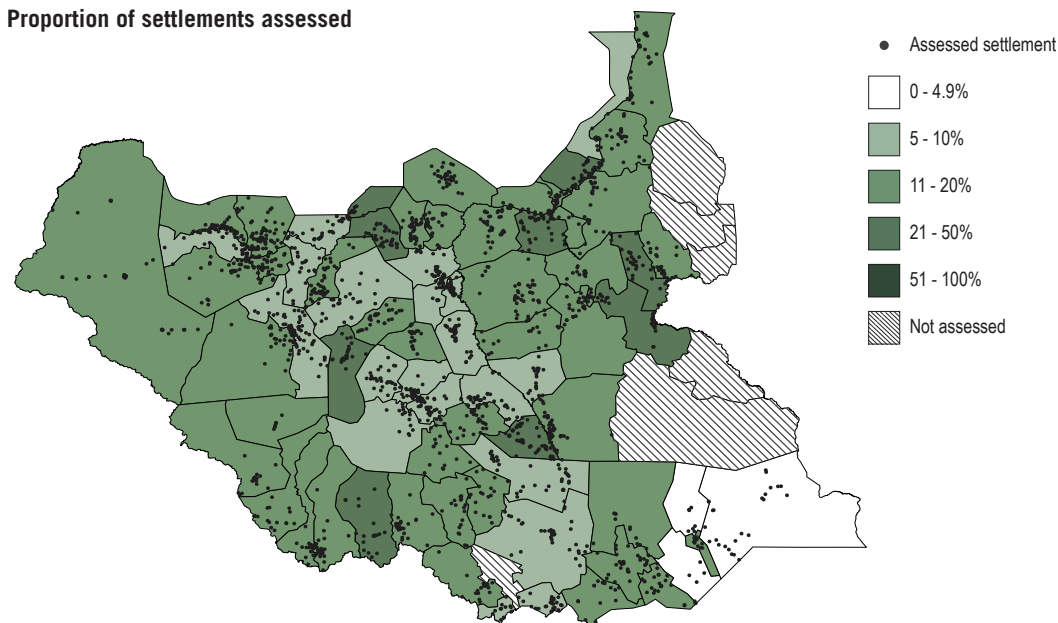 Proportion of settlements assessed
Assessed settlement
0 - 4.9%
5 - 10%
11 - 20%
21 - 50%
51 - 100%
Not assessed